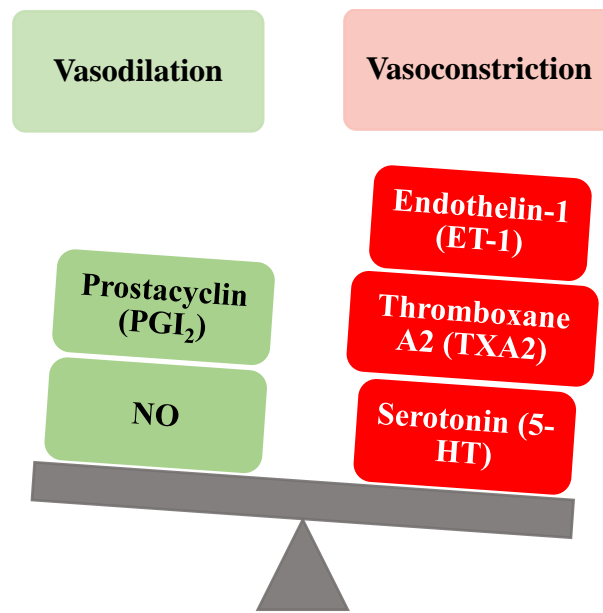 Vasodilation
Vasoconstriction
Endothelin-1
(ET-1)
Prostacyclin
(PGI₂)
Thromboxane
A2 (TXA2)
NO
Serotonin (5-
HT)